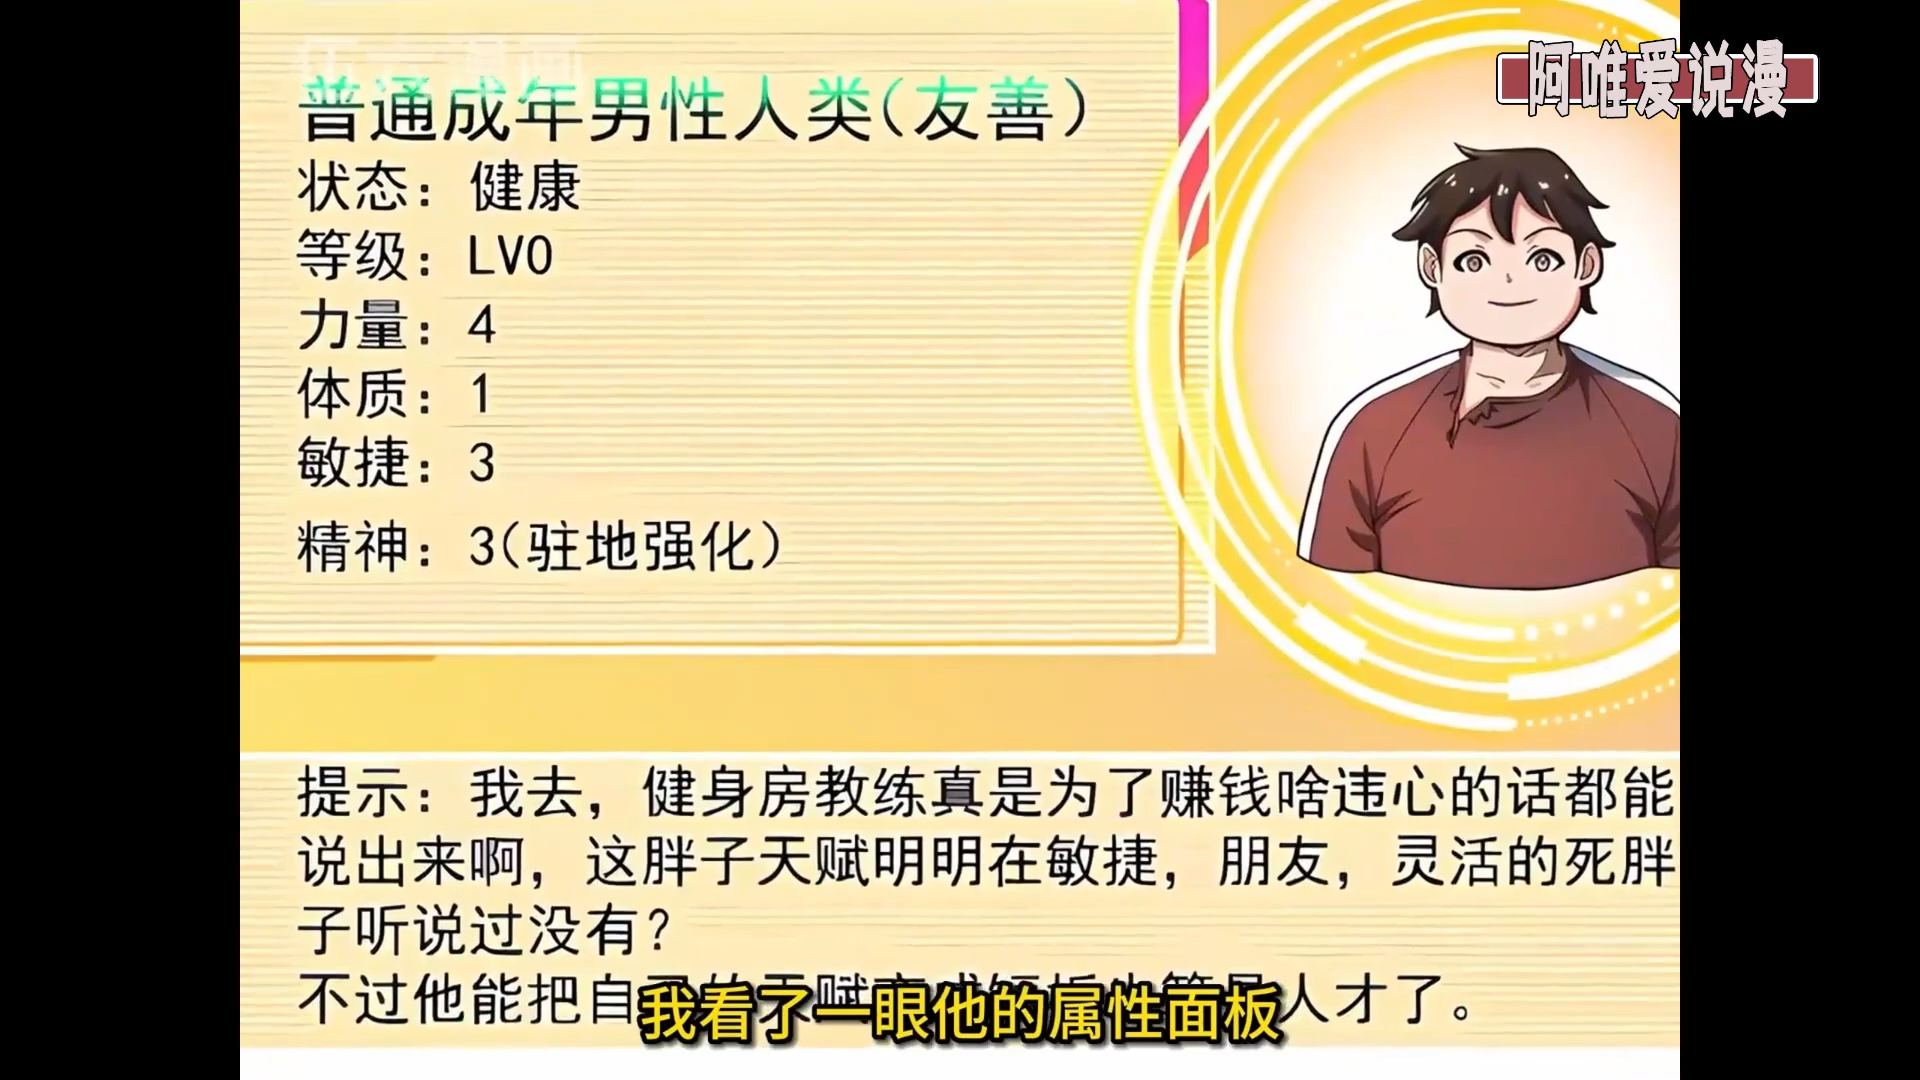 阿唯爱说漫
普通成年男性人类(友善)
状态：健康
等级：LV0
力量：4
体质：1
敏捷：3
精神：3(驻地强化)
提示：我去，健身房教练真是为了赚钱啥违心的话都能
说出来啊，这胖子天赋明明在敏捷，朋友，灵活的死胖
子听说过没有？
不过他能把自 人才了。
我看了一眼他的属性面板